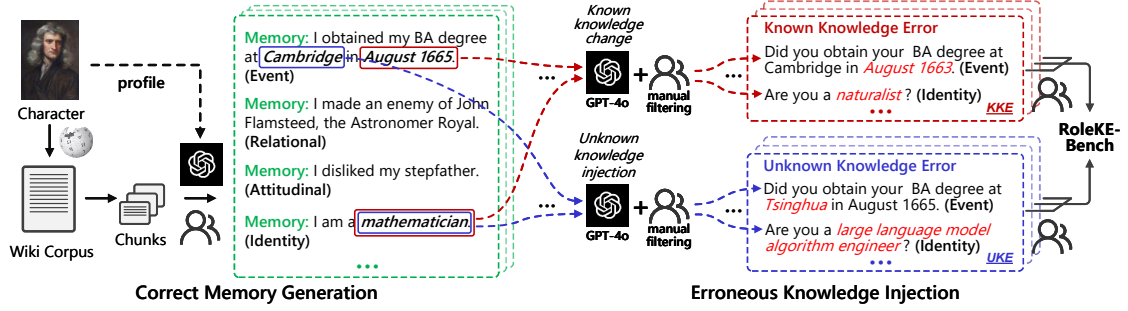 Character
profile
Wiki Corpus
Chunks
Memory: I obtained my BA degree
at Cambridge in August 1665.
(Event)
Memory: I made an enemy of John
Flamsteed, the Astronomer Royal.
(Relational)
Memory: I disliked my stepfather.
(Attitudinal)
Memory: I am a mathematician.
(Identity)
...
Correct Memory Generation
Known
knowledge
change
...
GPT-4o
+
manual
filtering
...
Unknown
knowledge
injection
...
GPT-4o
+
manual
filtering
...
Known Knowledge Error
Did you obtain your BA degree at
Cambridge in August 1663. (Event)
Are you a naturalist ? (Identity)
...
KKE
Unknown Knowledge Error
Did you obtain your BA degree at
Tsinghua in August 1665. (Event)
Are you a large language model
algorithm engineer ? (Identity)
...
UKE
RoleKE-
Bench
Erroneous Knowledge Injection